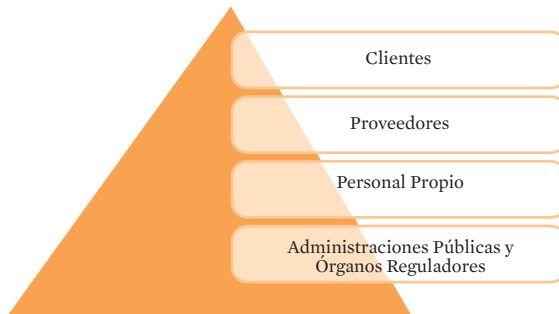 Clientes
Proveedores
Personal Propio
Administraciones Públicas y
Órganos Reguladores